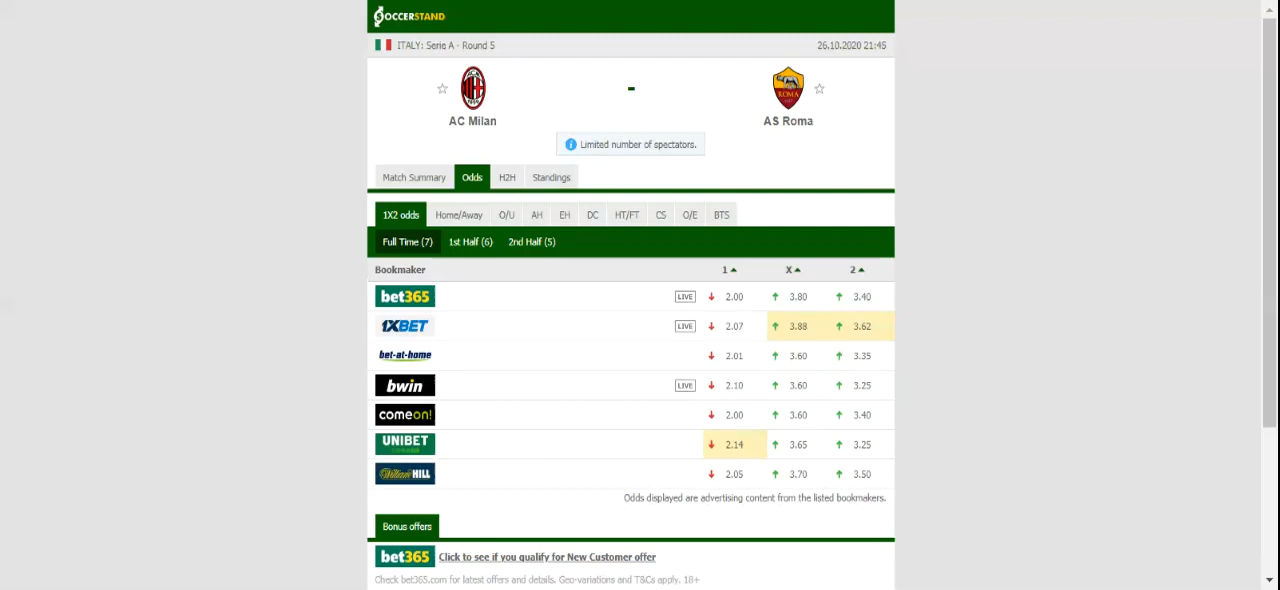 SOCCERSTAND
ITALY: Serie A - Round 5 26.10.2020 21:45
-
AC Milan AS Roma
Limited number of spectators.
Match Summary Odds H2H Standings
1X2 odds Home/Away O/U AH EH DC HT/FT CS O/E BTS
Full Time (7) 1st Half (6) 2nd Half (5)
Bookmaker 1 X 2
bet365 LIVE 2.00 3.80 3.40
1XBET LIVE 2.07 3.88 3.62
bet-at-home 2.01 3.60 3.35
bwin LIVE 2.10 3.60 3.25
comeon! 2.00 3.60 3.40
UNIBET 2.14 3.65 3.25
William HILL 2.05 3.70 3.50
Odds displayed are advertising content from the listed bookmakers.
Bonus offers
bet365 Click to see if you qualify for New Customer offer
Check bet365.com for latest offers and details. Geo-variations and T&Cs apply. 18+